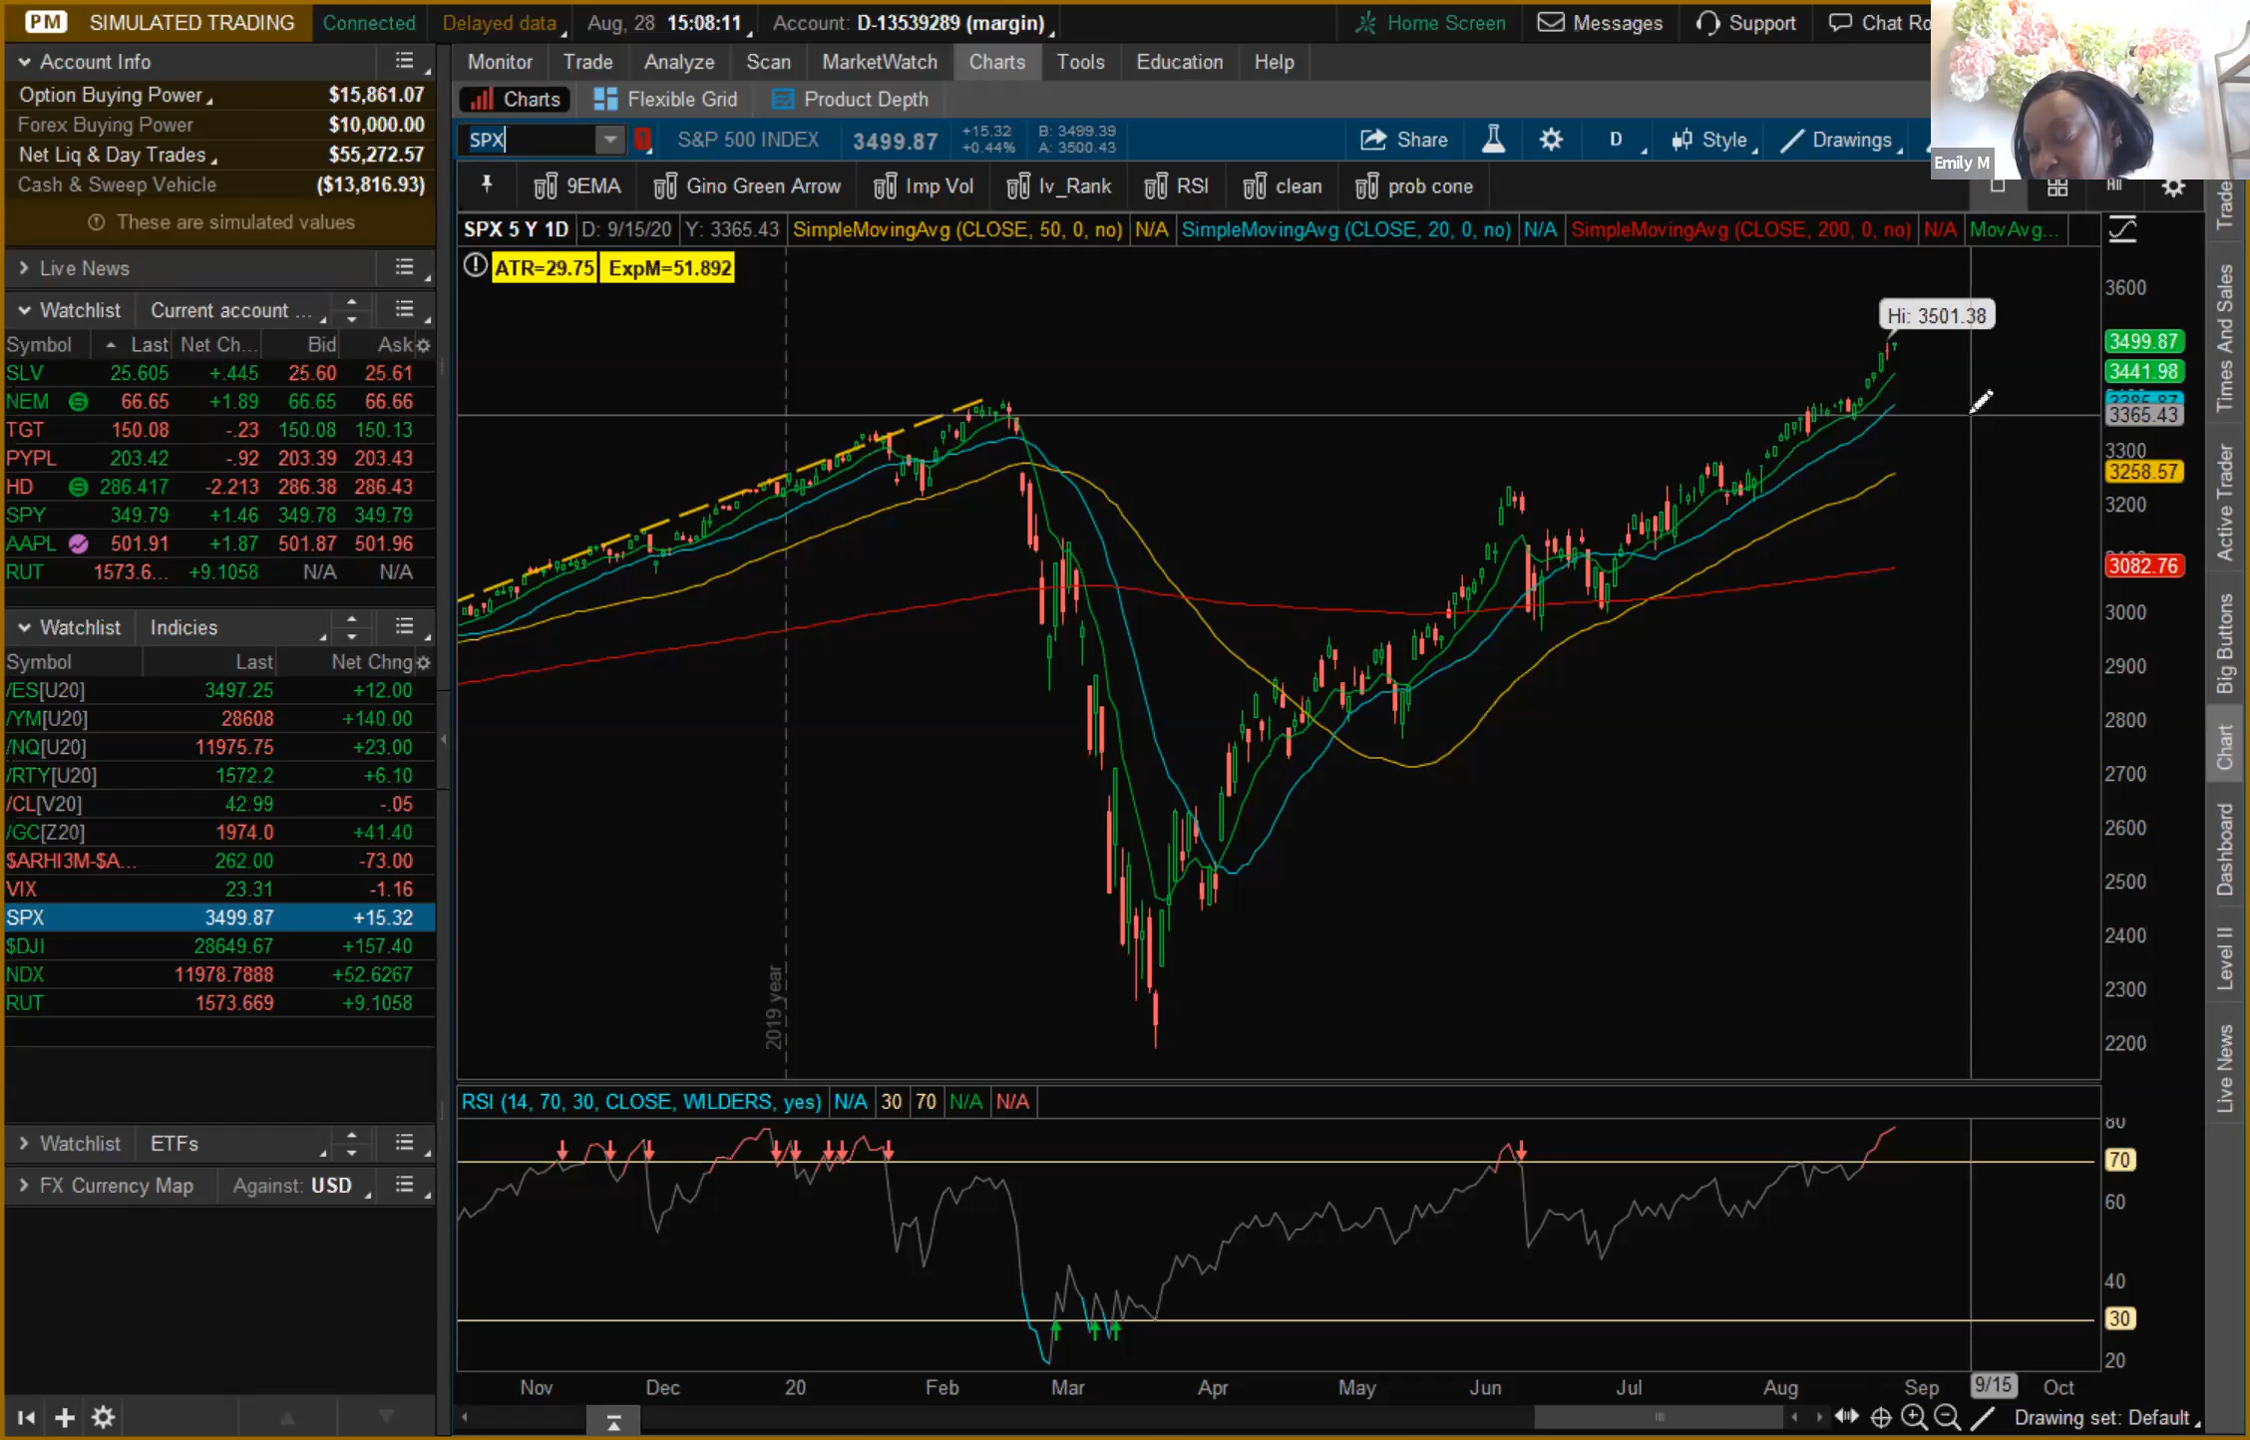 PM SIMULATED TRADING Connected Delayed data Aug, 28 15:08:11 Account: D-13539289 (margin) Home Screen Messages Support Chat Ro
Emily M
Account Info
Option Buying Power $15,861.07
Forex Buying Power $10,000.00
Net Liq & Day Trades $55,272.57
Cash & Sweep Vehicle ($13,816.93)
These are simulated values
Live News
Watchlist Current account ...
Symbol Last Net Ch... Bid Ask
SLV 25.605 +.445 25.60 25.61
NEM 66.65 +1.89 66.65 66.66
TGT 150.08 -.23 150.08 150.13
PYPL 203.42 -.92 203.39 203.43
HD 286.417 -2.213 286.38 286.43
SPY 349.79 +1.46 349.78 349.79
AAPL 501.91 +1.87 501.87 501.96
RUT 1573.6... +9.1058 N/A N/A
Watchlist Indicies
Symbol Last Net Chng
/ES[U20] 3497.25 +12.00
/YM[U20] 28608 +140.00
/NQ[U20] 11975.75 +23.00
/RTY[U20] 1572.2 +6.10
/CL[V20] 42.99 -.05
/GC[Z20] 1974.0 +41.40
$ARHI3M-$A... 262.00 -73.00
VIX 23.31 -1.16
SPX 3499.87 +15.32
$DJI 28649.67 +157.40
NDX 11978.7888 +52.6267
RUT 1573.669 +9.1058
Watchlist ETFs
FX Currency Map Against: USD
Monitor Trade Analyze Scan MarketWatch Charts Tools Education Help
Charts Flexible Grid Product Depth
SPX 1 S&P 500 INDEX 3499.87 +15.32 B: 3499.39
+0.44% A: 3500.43
Share D Style Drawings
9EMA Gino Green Arrow Imp Vol Iv_Rank RSI clean prob cone All
SPX 5 Y 1D D: 9/15/20 Y: 3365.43 SimpleMovingAvg (CLOSE, 50, 0, no) N/A SimpleMovingAvg (CLOSE, 20, 0, no) N/A SimpleMovingAvg (CLOSE, 200, 0, no) N/A MovAvg...
ATR=29.75 ExpM=51.892
Hi: 3501.38
3600
3499.87
3441.98
3385.87
3365.43
3300
3258.57
3200
3082.76
3000
2900
2800
2700
2600
2500
2400
2300
2200
2019 year
RSI (14, 70, 30, CLOSE, WILDERS, yes) N/A 30 70 N/A N/A
80
70
60
40
30
20
Nov Dec 20 Feb Mar Apr May Jun Jul Aug Sep 9/15 Oct
Drawing set: Default
Trade
Times And Sales
Active Trader
Big Buttons
Chart
Dashboard
Level II
Live News